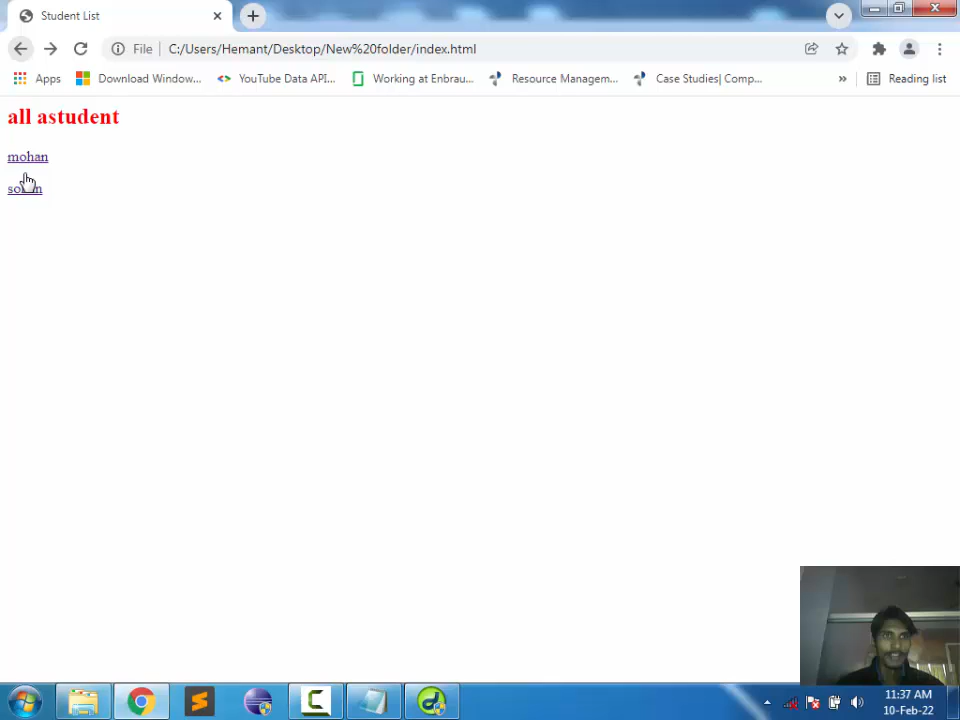 Student List
File
C:/Users/Hemant/Desktop/New%20folder/index.html
Apps
Download Window...
YouTube Data API...
Working at Enbrau...
Resource Managem...
Case Studies| Comp...
»
Reading list
all astudent
mohan
11:37 AM
10-Feb-22